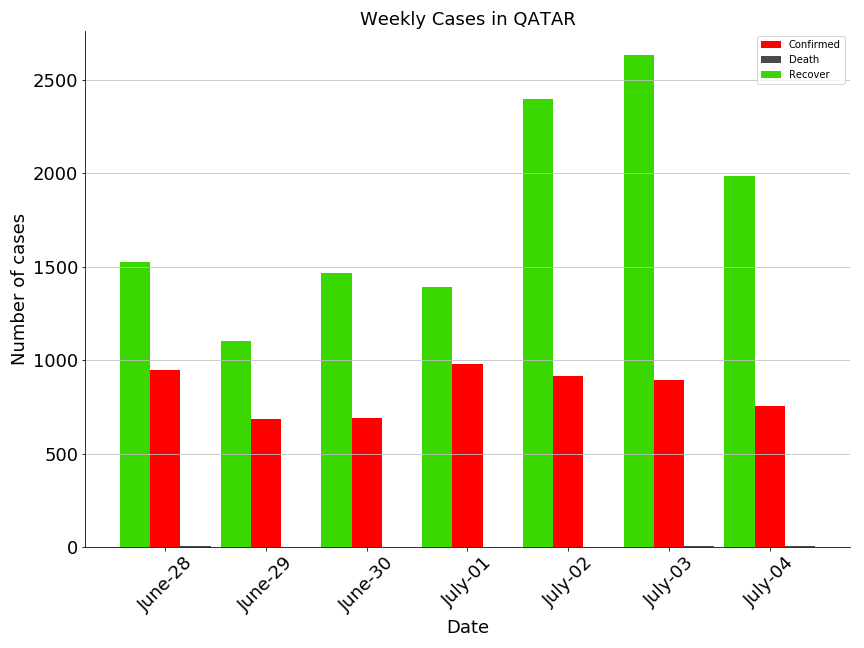 Weekly Cases in QATAR
Confirmed
Death
Recover
Number of cases
2500
2000
1500
1000
500
0
June-28
June-29
June-30
July-01
July-02
July-03
July-04
Date